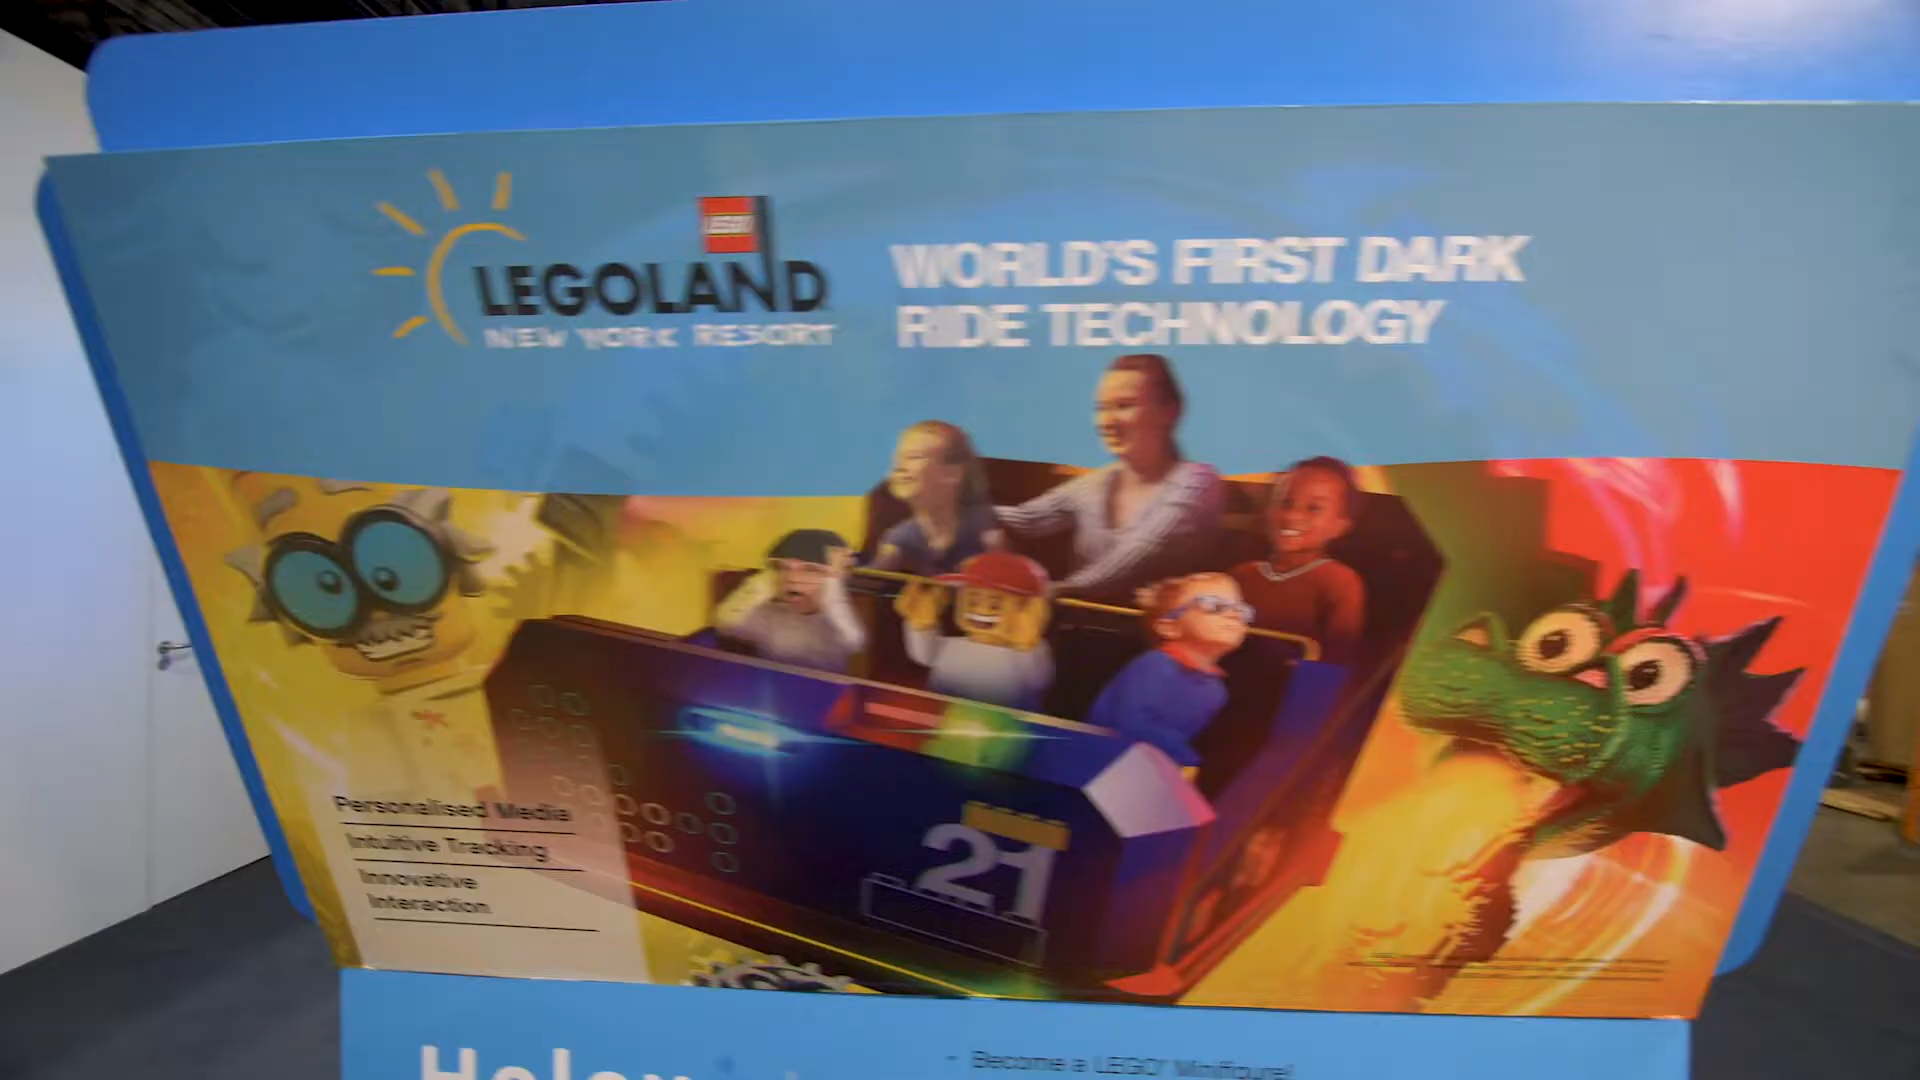 LEGO
LEGOLAND
NEW YORK RESORT
WORLD'S FIRST DARK
RIDE TECHNOLOGY
Personalised Media
Intuitive Tracking
Innovative
Interaction
21
- Become a LEGO® Minifigure!